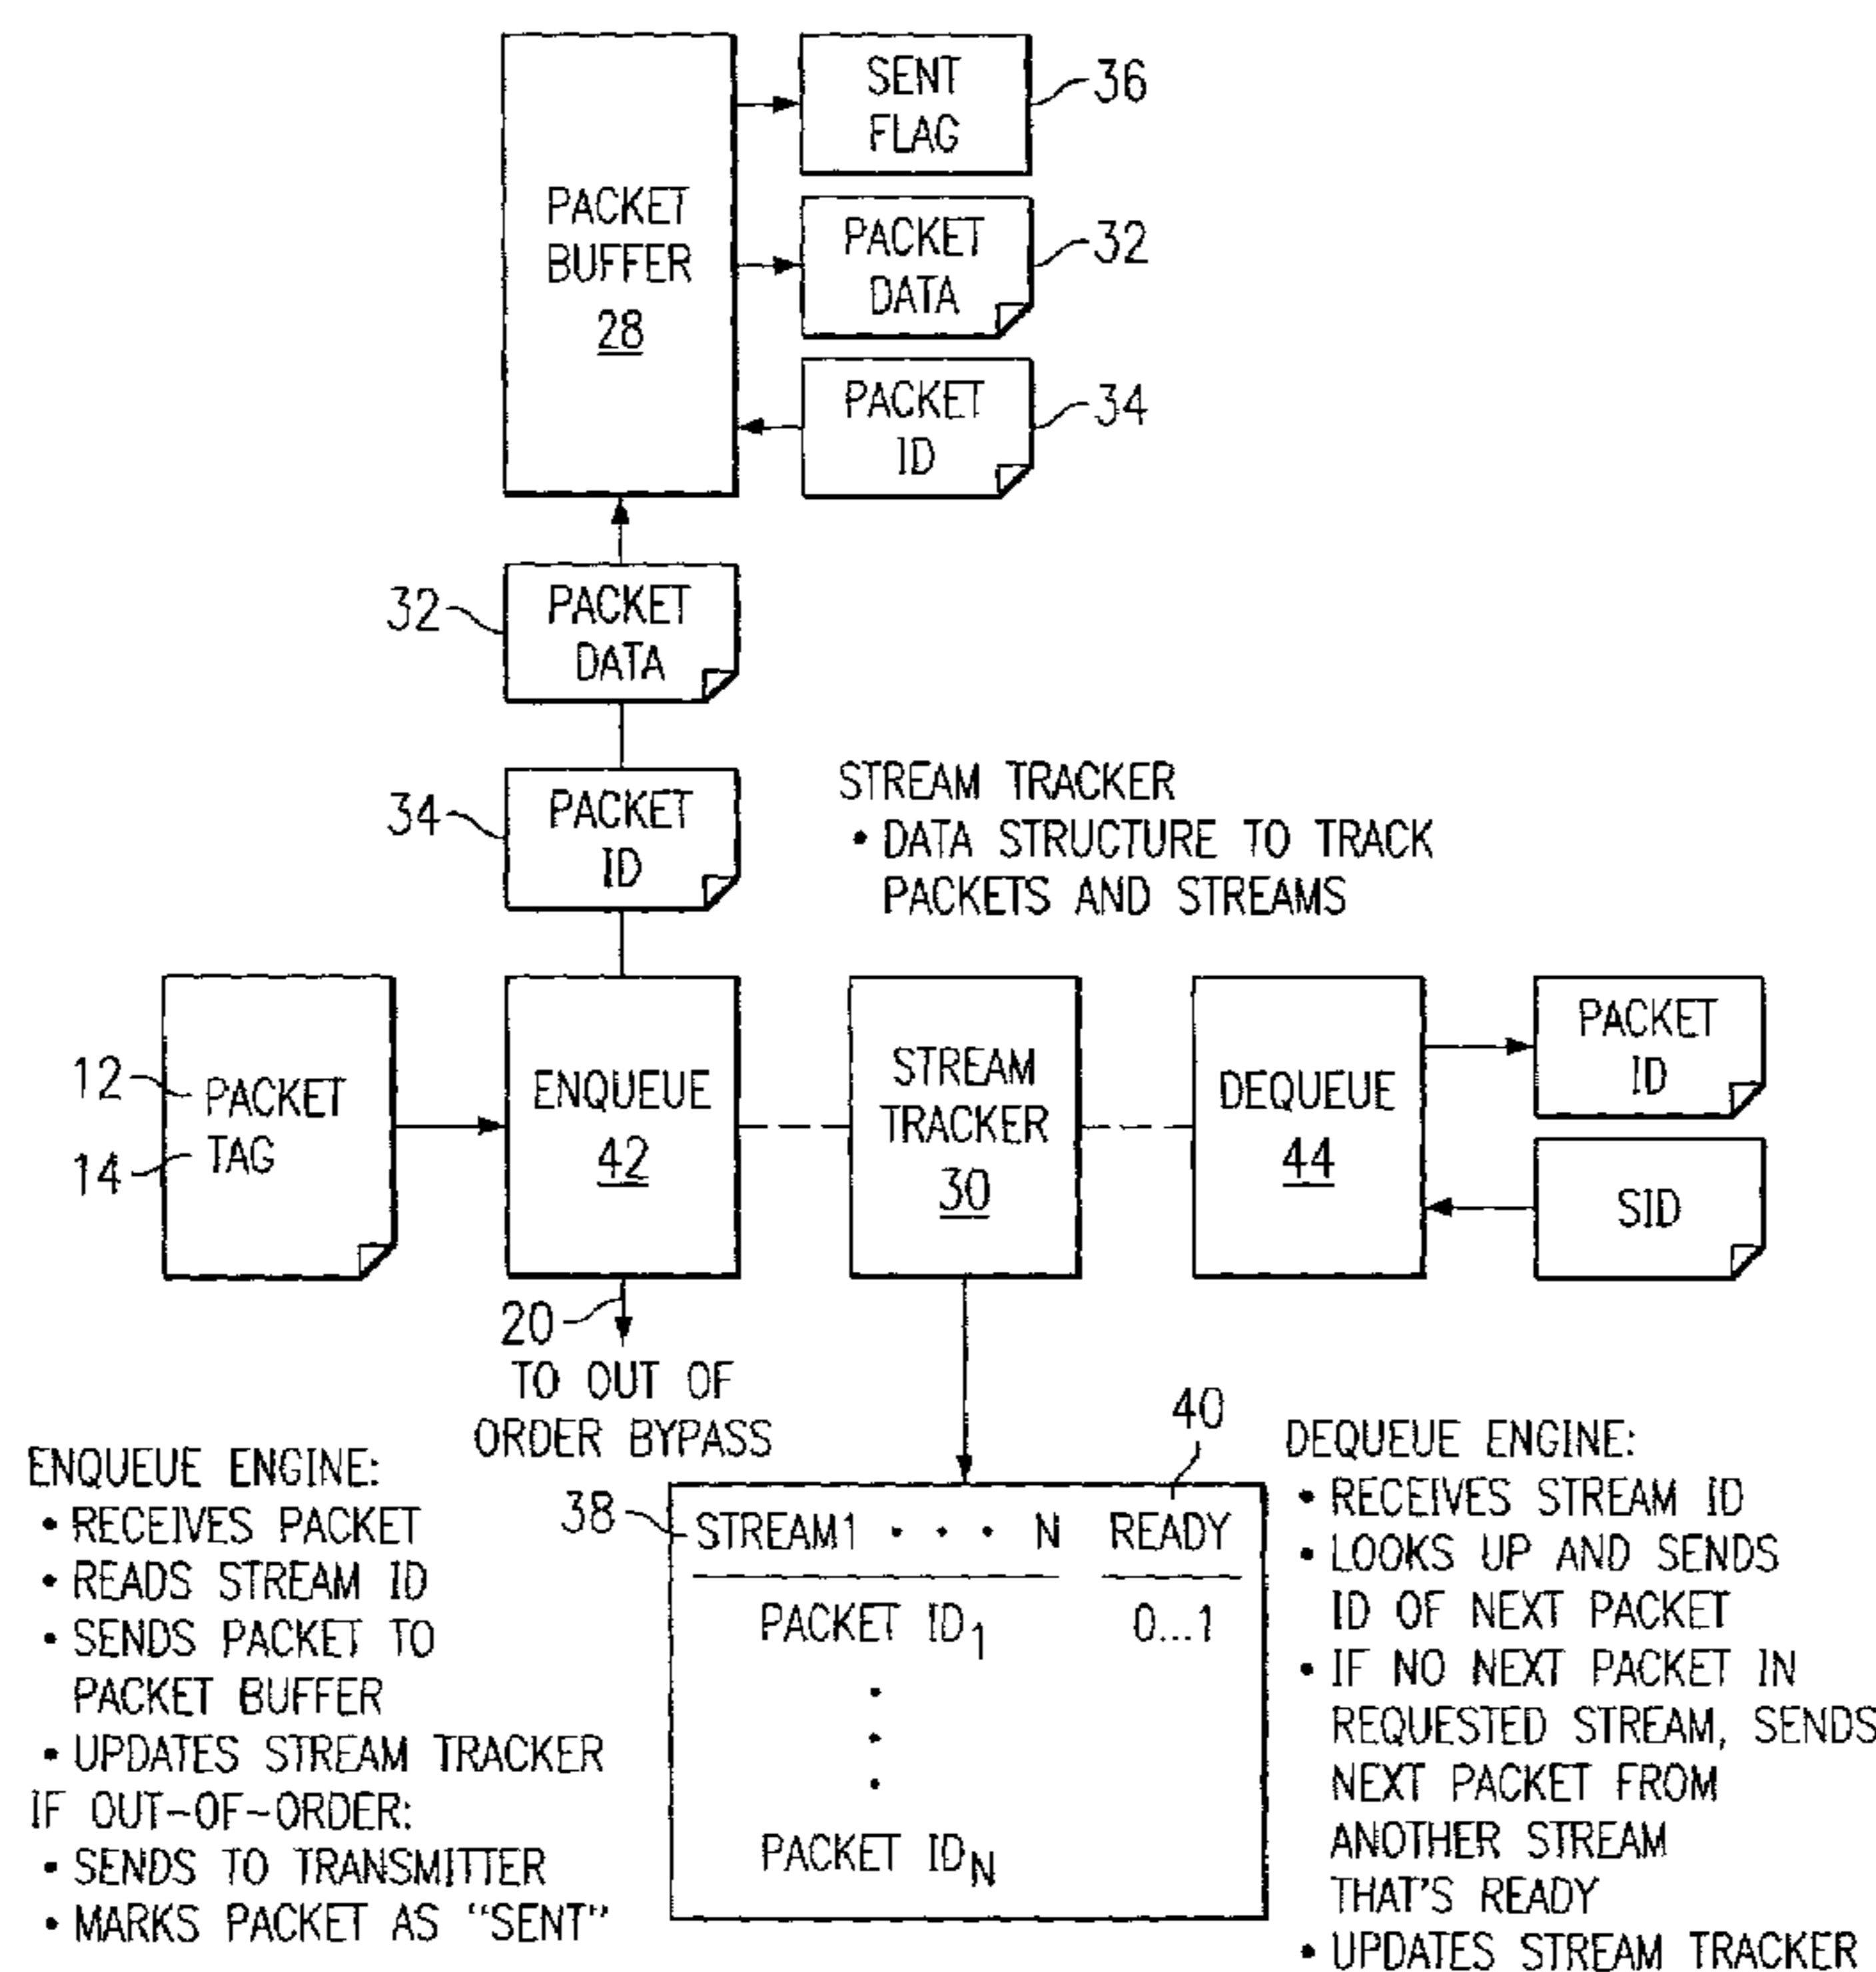 PACKET
BUFFER
28
SENT
FLAG
36
PACKET
DATA
32
PACKET
ID
34
32
PACKET
DATA
34
PACKET
ID
STREAM TRACKER
• DATA STRUCTURE TO TRACK
PACKETS AND STREAMS
12
PACKET
14
TAG
ENQUEUE
42
STREAM
TRACKER
30
DEQUEUE
44
PACKET
ID
SID
20
TO OUT OF
ORDER BYPASS
ENQUEUE ENGINE:
• RECEIVES PACKET
• READS STREAM ID
• SENDS PACKET TO
PACKET BUFFER
• UPDATES STREAM TRACKER
IF OUT-OF-ORDER:
• SENDS TO TRANSMITTER
• MARKS PACKET AS "SENT"
38
40
STREAM1 • • • N READY
PACKET ID1 0...1
•
•
•
PACKET IDN
DEQUEUE ENGINE:
• RECEIVES STREAM ID
• LOOKS UP AND SENDS
ID OF NEXT PACKET
• IF NO NEXT PACKET IN
REQUESTED STREAM, SENDS
NEXT PACKET FROM
ANOTHER STREAM
THAT'S READY
• UPDATES STREAM TRACKER